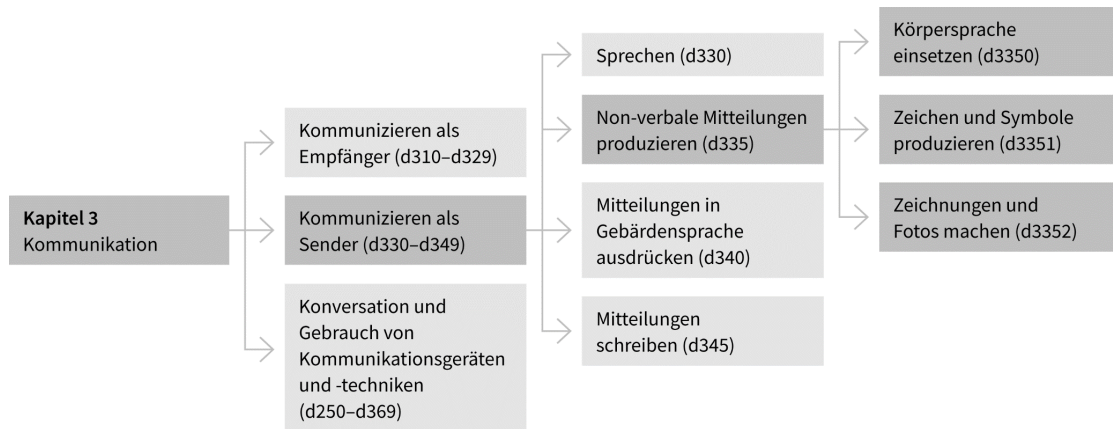 Kapitel 3
Kommunikation
Kommunizieren als
Empfänger (d310–d329)
Kommunizieren als
Sender (d330–d349)
Konversation und
Gebrauch von
Kommunikationsgeräten
und -techniken
(d250–d369)
Sprechen (d330)
Non-verbale Mitteilungen
produzieren (d335)
Mitteilungen in
Gebärdensprache
ausdrücken (d340)
Mitteilungen
schreiben (d345)
Körpersprache
einsetzen (d3350)
Zeichen und Symbole
produzieren (d3351)
Zeichnungen und
Fotos machen (d3352)